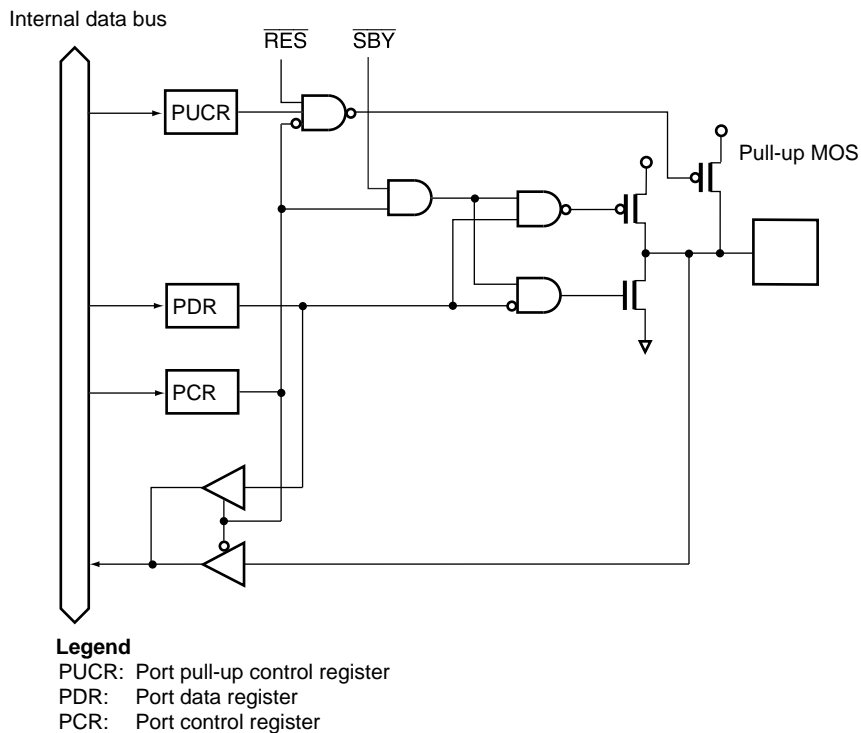 Internal data bus
RES
SBY
PUCR
Pull-up MOS
PDR
PCR
Legend
PUCR: Port pull-up control register
PDR: Port data register
PCR: Port control register